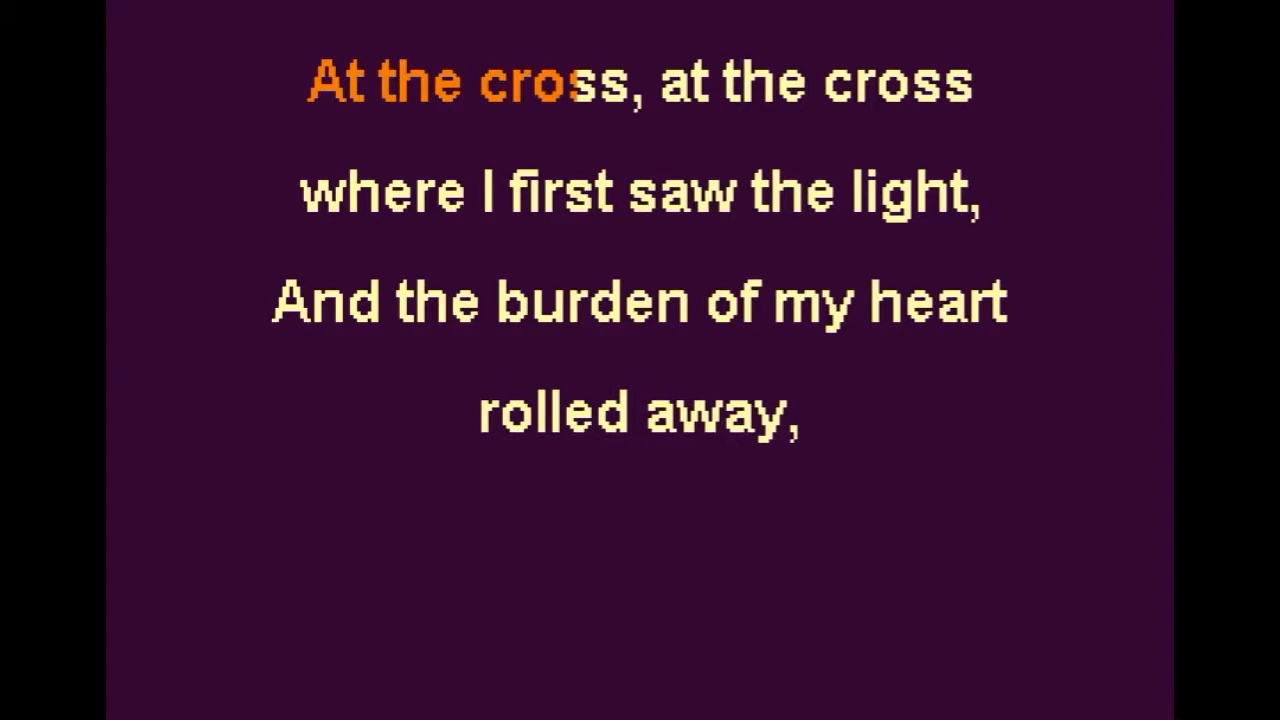 At the cross, at the cross
where I first saw the light,
And the burden of my heart
rolled away,